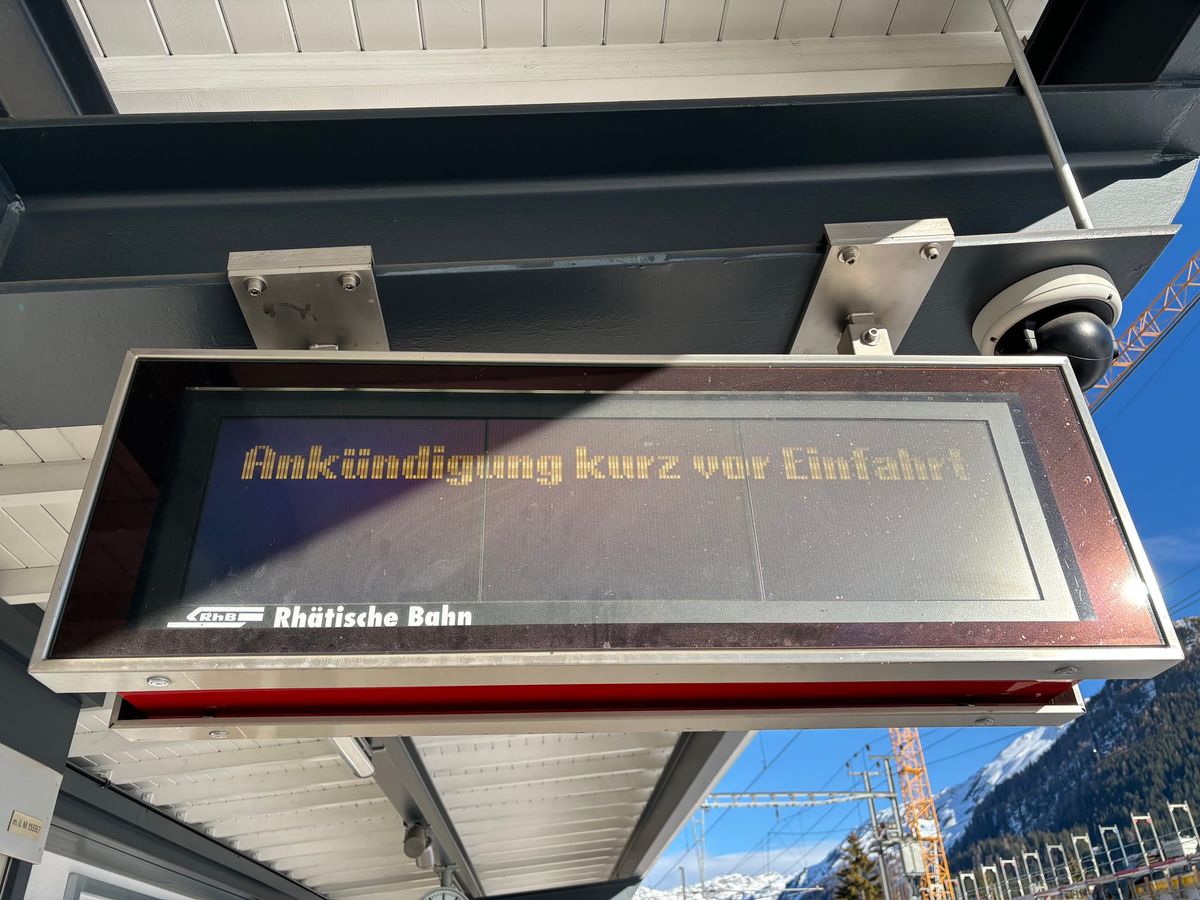 Ankündigung kurz vor Einfahrt
RhB Rhätische Bahn